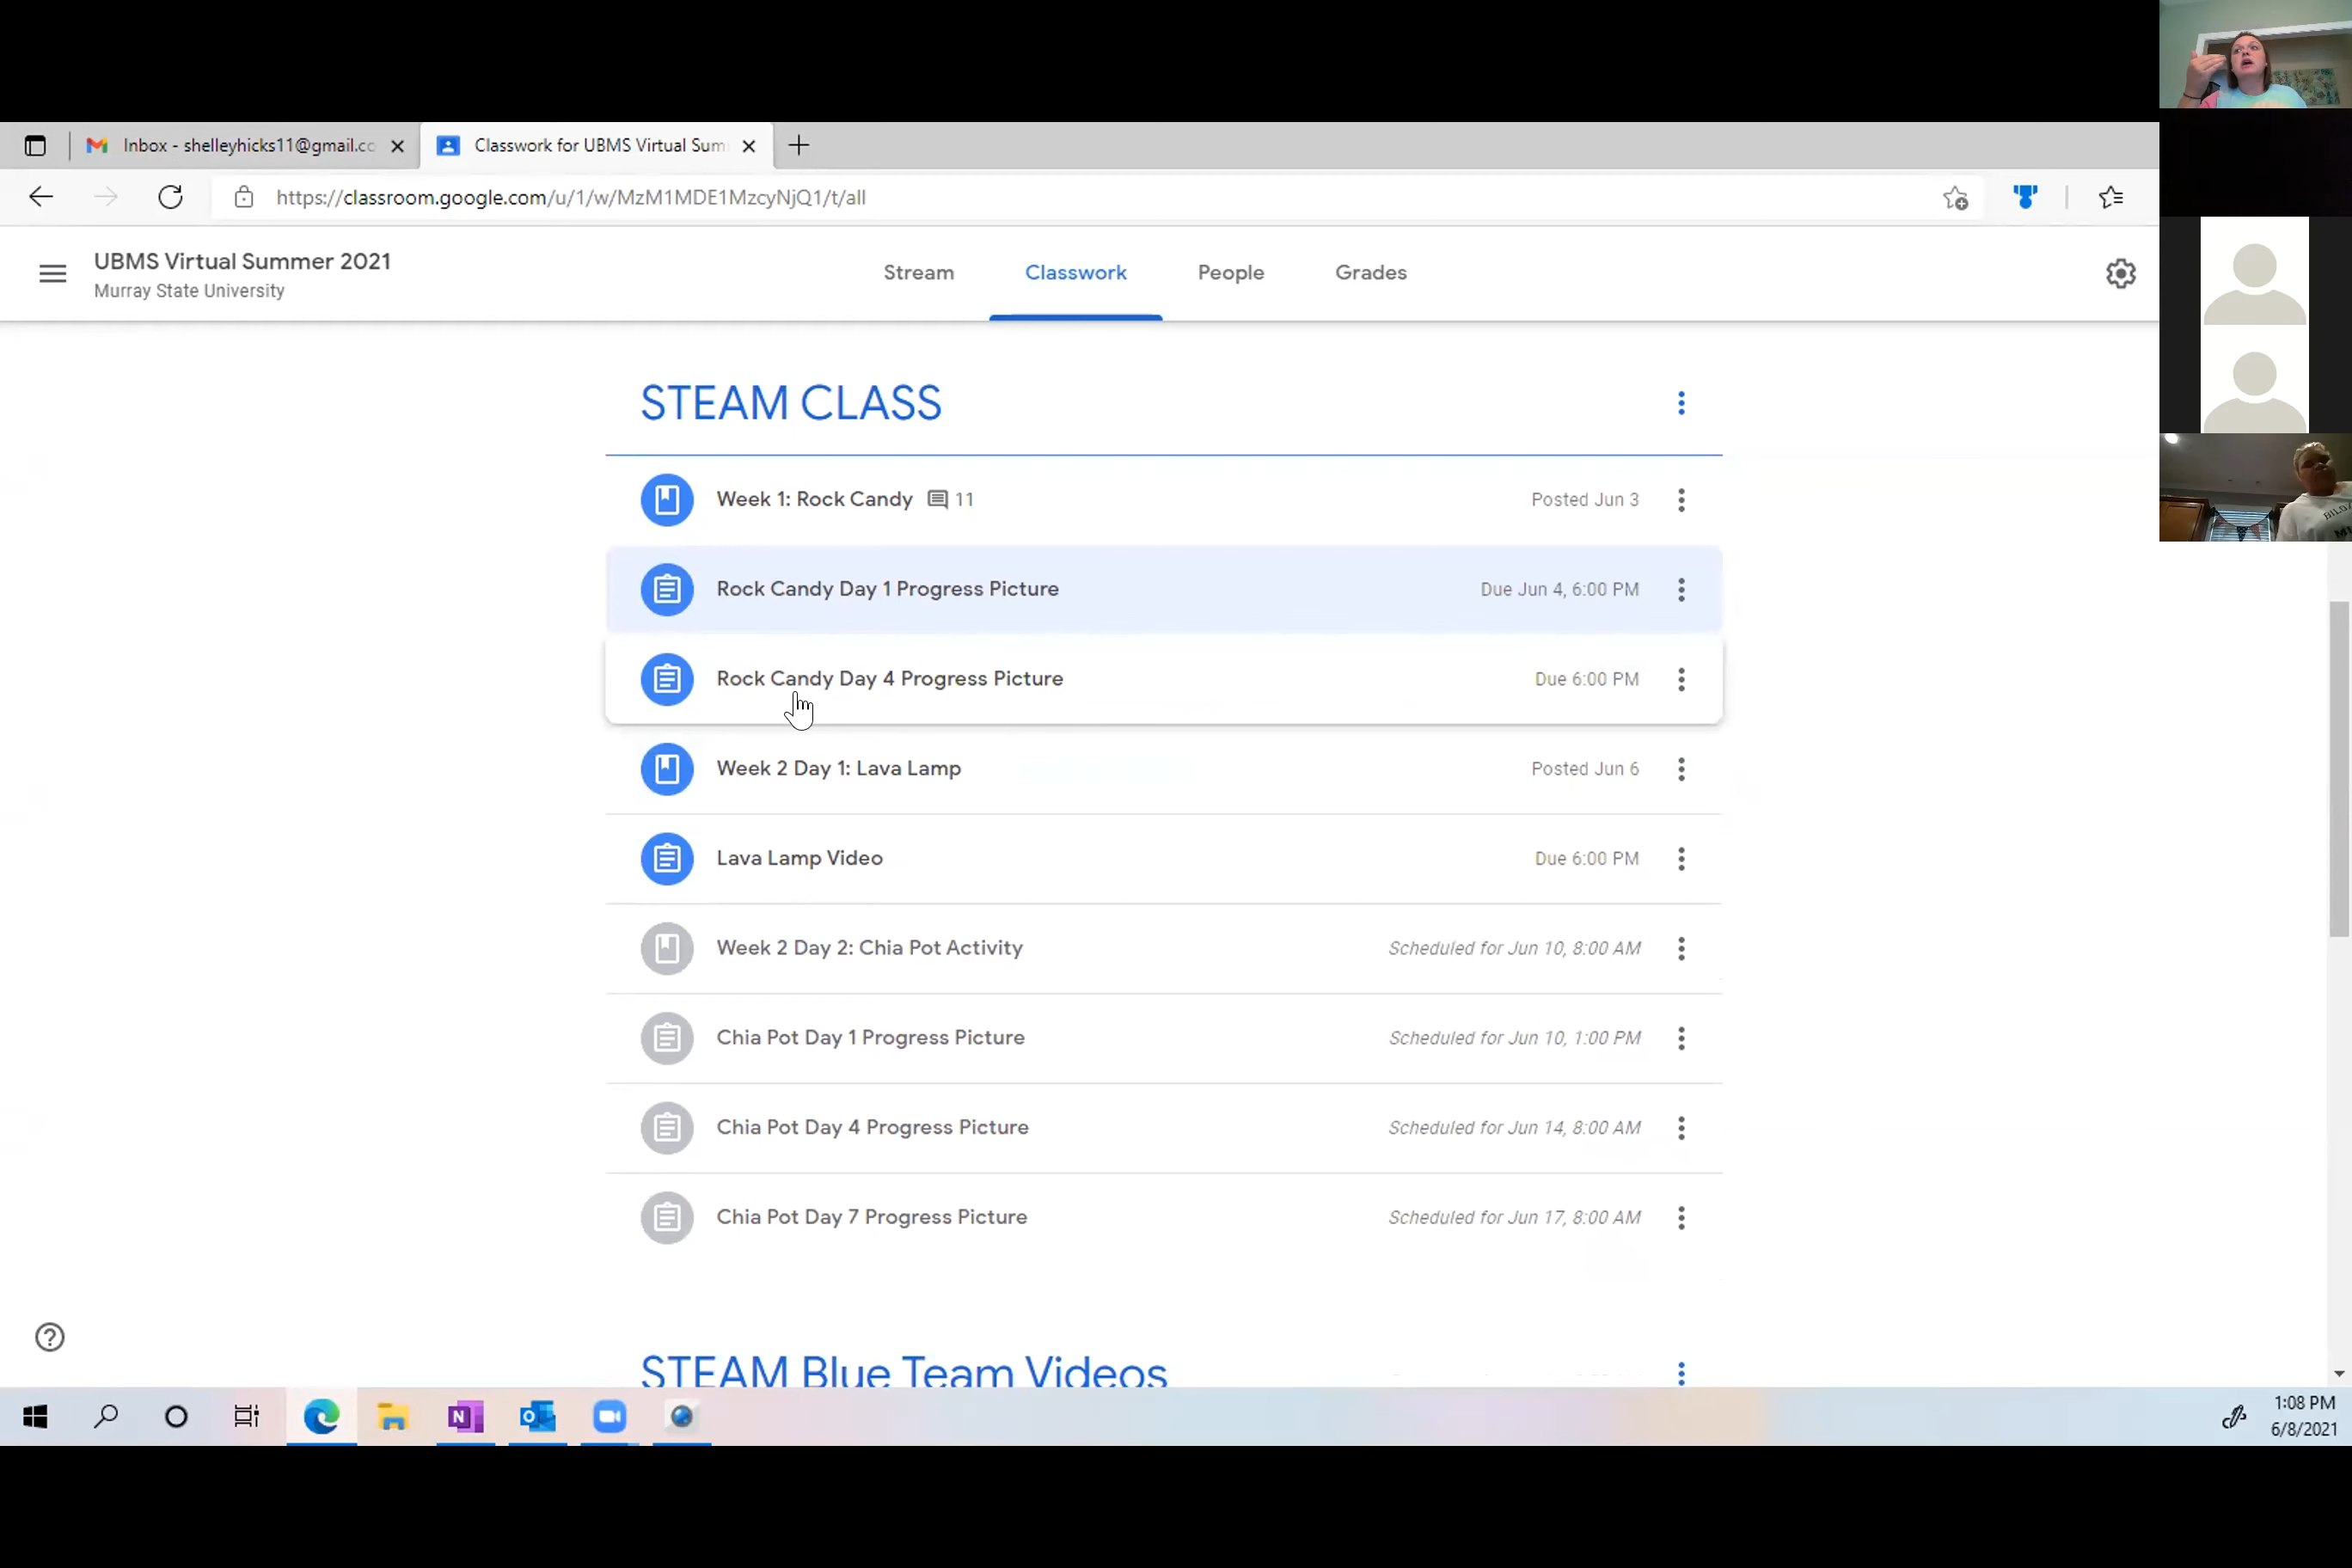 Inbox - shelleyhicks11@gmail.co
Classwork for UBMS Virtual Sum
https://classroom.google.com/u/1/w/MzM1MDE1MzcyNjQ1/t/all
UBMS Virtual Summer 2021
Murray State University
Stream
Classwork
People
Grades
STEAM CLASS
Week 1: Rock Candy 11 Posted Jun 3
Rock Candy Day 1 Progress Picture Due Jun 4, 6:00 PM
Rock Candy Day 4 Progress Picture Due 6:00 PM
Week 2 Day 1: Lava Lamp Posted Jun 6
Lava Lamp Video Due 6:00 PM
Week 2 Day 2: Chia Pot Activity Scheduled for Jun 10, 8:00 AM
Chia Pot Day 1 Progress Picture Scheduled for Jun 10, 1:00 PM
Chia Pot Day 4 Progress Picture Scheduled for Jun 14, 8:00 AM
Chia Pot Day 7 Progress Picture Scheduled for Jun 17, 8:00 AM
STEAM Blue Team Videos
1:08 PM
6/8/2021